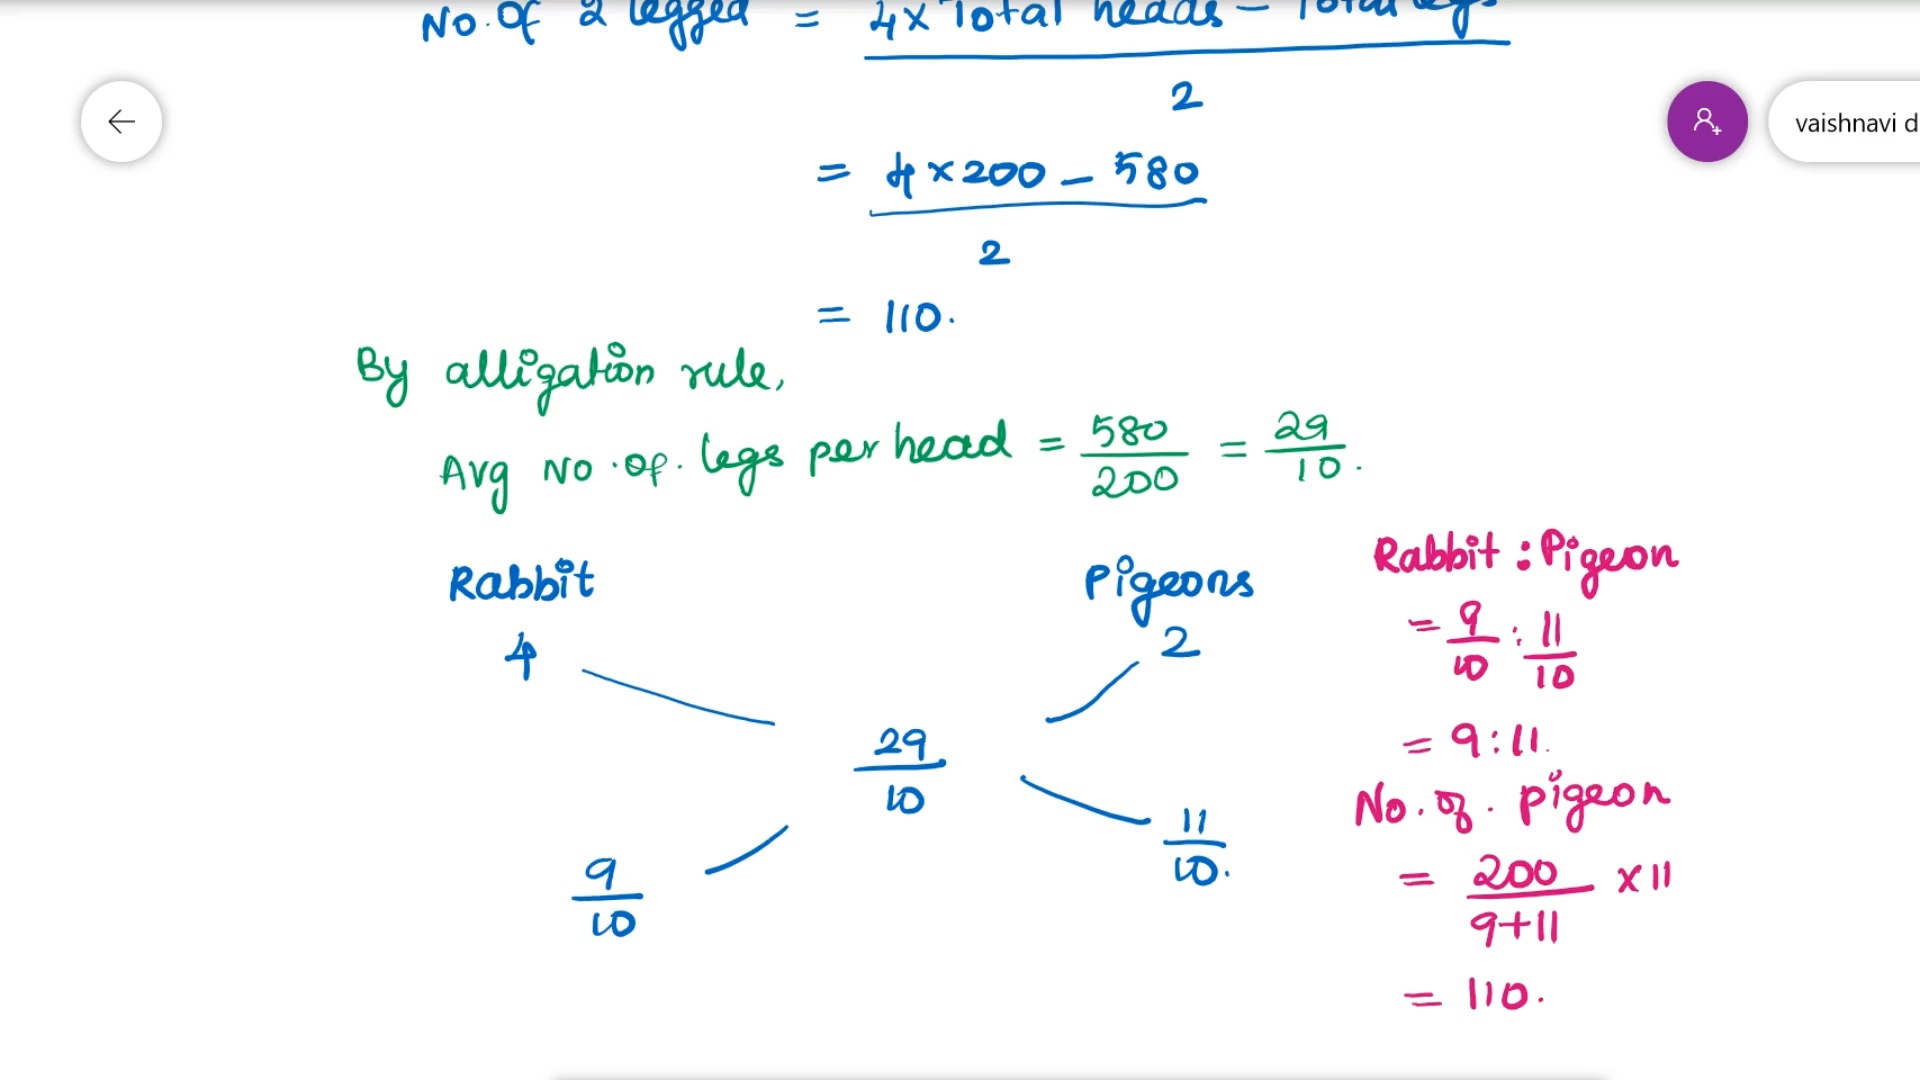 No. Of 2 legged = 4x Total heads - Total legs
2
vaishnavi d
= 4 x 200 - 580
2
= 110.
By alligation rule,
Avg No. of. legs per head = 580/200 = 29/10.
Rabbit Pigeons
4 2
29/10
9/10 11/10.
Rabbit : Pigeon
= 9/10 : 11/10
= 9:11.
No. of. pigeon
= 200/9+11 x 11
= 110.